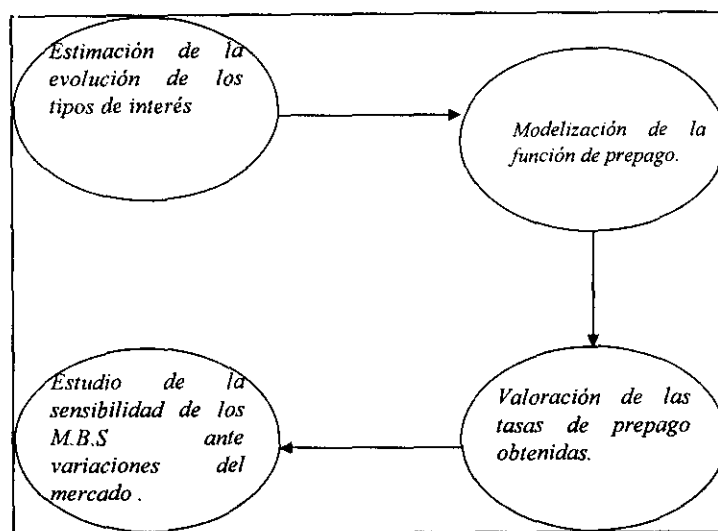 Estimación de la
evolución de los
tipos de interés
Modelización de la
función de prepago.
Estudio de la
sensibilidad de los
M.B.S ante
variaciones del
mercado .
Valoración de las
tasas de prepago
obtenidas.